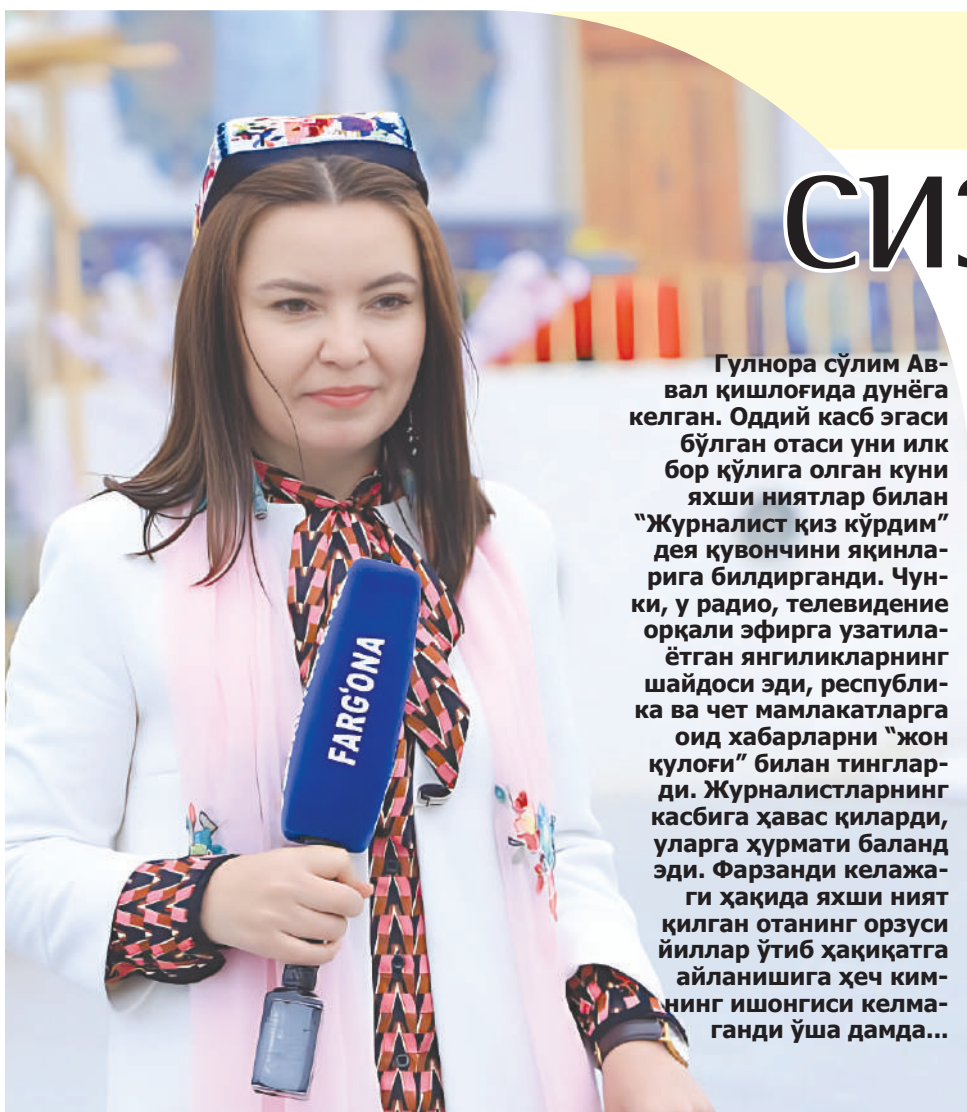 сиз
Гулнора сўлим Ав-
вал қишлоғида дунёга
келган. Оддий касб эгаси
бўлган отаси уни илк
бор қўлига олган куни
яхши ниятлар билан
“Журналист қиз кўрдим”
дея қувончини яқинла-
рига билдирганди. Чун-
ки, у радио, телевидение
орқали эфирга узатила-
ётган янгиликларнинг
шайдоси эди, республи-
ка ва чет мамлакатларга
оид хабарларни “жон
қулоғи” билан тинглар-
ди. Журналистларнинг
касбига ҳавас қиларди,
уларга ҳурмати баланд
эди. Фарзанди келажа-
ги ҳақида яхши ният
қилган отанинг орзуси
йиллар ўтиб ҳақиқатга
айланишига ҳеч ким-
нинг ишонгиси келма-
ганди ўша дамда...
FARG‘ONA